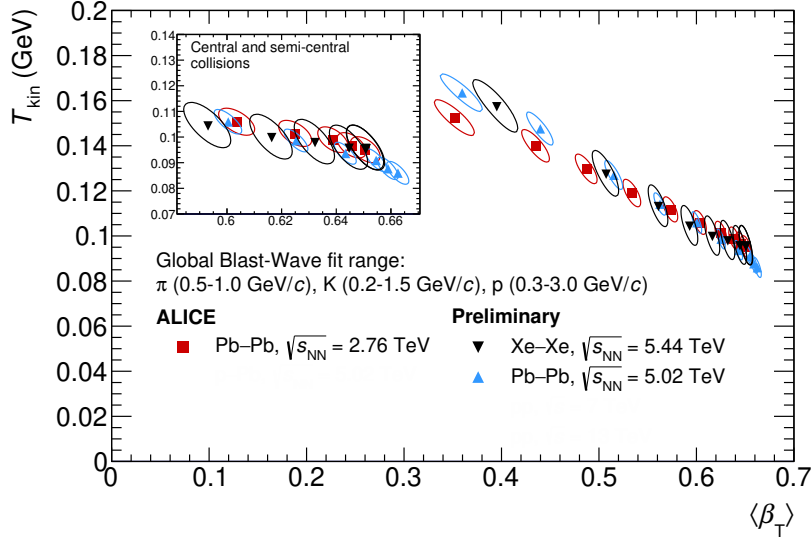 T_kin (GeV)
0.2
0.18
0.16
0.14
0.12
0.1
0.08
0.06
0.04
0.02
0
0.14
0.13
0.12
0.11
0.1
0.09
0.08
0.07
Central and semi-central
collisions
0.6 0.62 0.64 0.66
Global Blast-Wave fit range:
π (0.5-1.0 GeV/c), K (0.2-1.5 GeV/c), p (0.3-3.0 GeV/c)
ALICE
Pb–Pb, √s_NN = 2.76 TeV
Preliminary
Xe–Xe, √s_NN = 5.44 TeV
Pb–Pb, √s_NN = 5.02 TeV
0 0.1 0.2 0.3 0.4 0.5 0.6 0.7
⟨β_T⟩